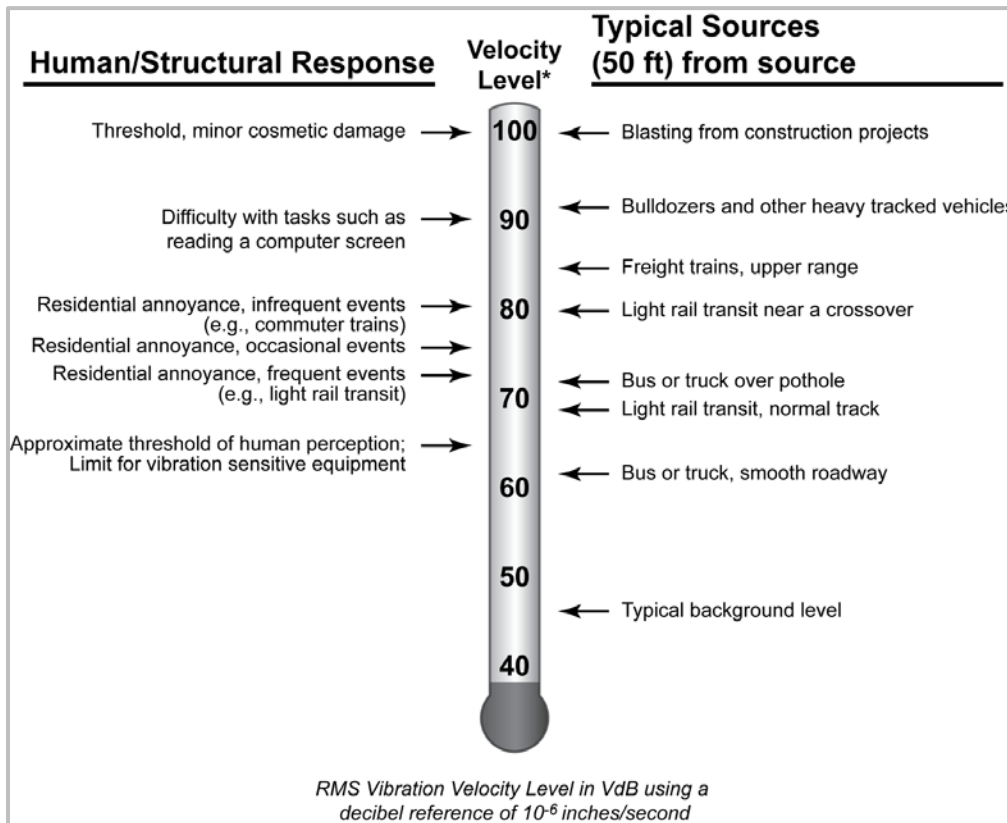 Human/Structural Response
Velocity
Level*
Typical Sources
(50 ft) from source
Threshold, minor cosmetic damage
100
Blasting from construction projects
Difficulty with tasks such as
reading a computer screen
90
Bulldozers and other heavy tracked vehicles
Freight trains, upper range
Residential annoyance, infrequent events
(e.g., commuter trains)
80
Light rail transit near a crossover
Residential annoyance, occasional events
Residential annoyance, frequent events
(e.g., light rail transit)
70
Bus or truck over pothole
Light rail transit, normal track
Approximate threshold of human perception;
Limit for vibration sensitive equipment
60
Bus or truck, smooth roadway
50
Typical background level
40
RMS Vibration Velocity Level in VdB using a
decibel reference of 10⁻⁶ inches/second